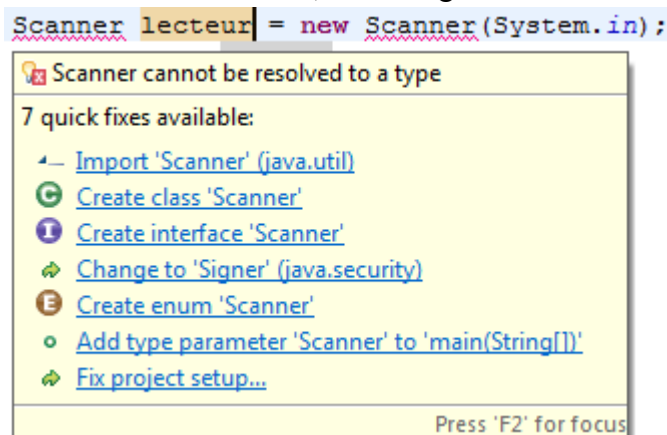 Scanner lecteur = new Scanner(System.in);
Scanner cannot be resolved to a type
7 quick fixes available:
Import 'Scanner' (java.util)
Create class 'Scanner'
Create interface 'Scanner'
Change to 'Signer' (java.security)
Create enum 'Scanner'
Add type parameter 'Scanner' to 'main(String[])'
Fix project setup...
Press 'F2' for focus